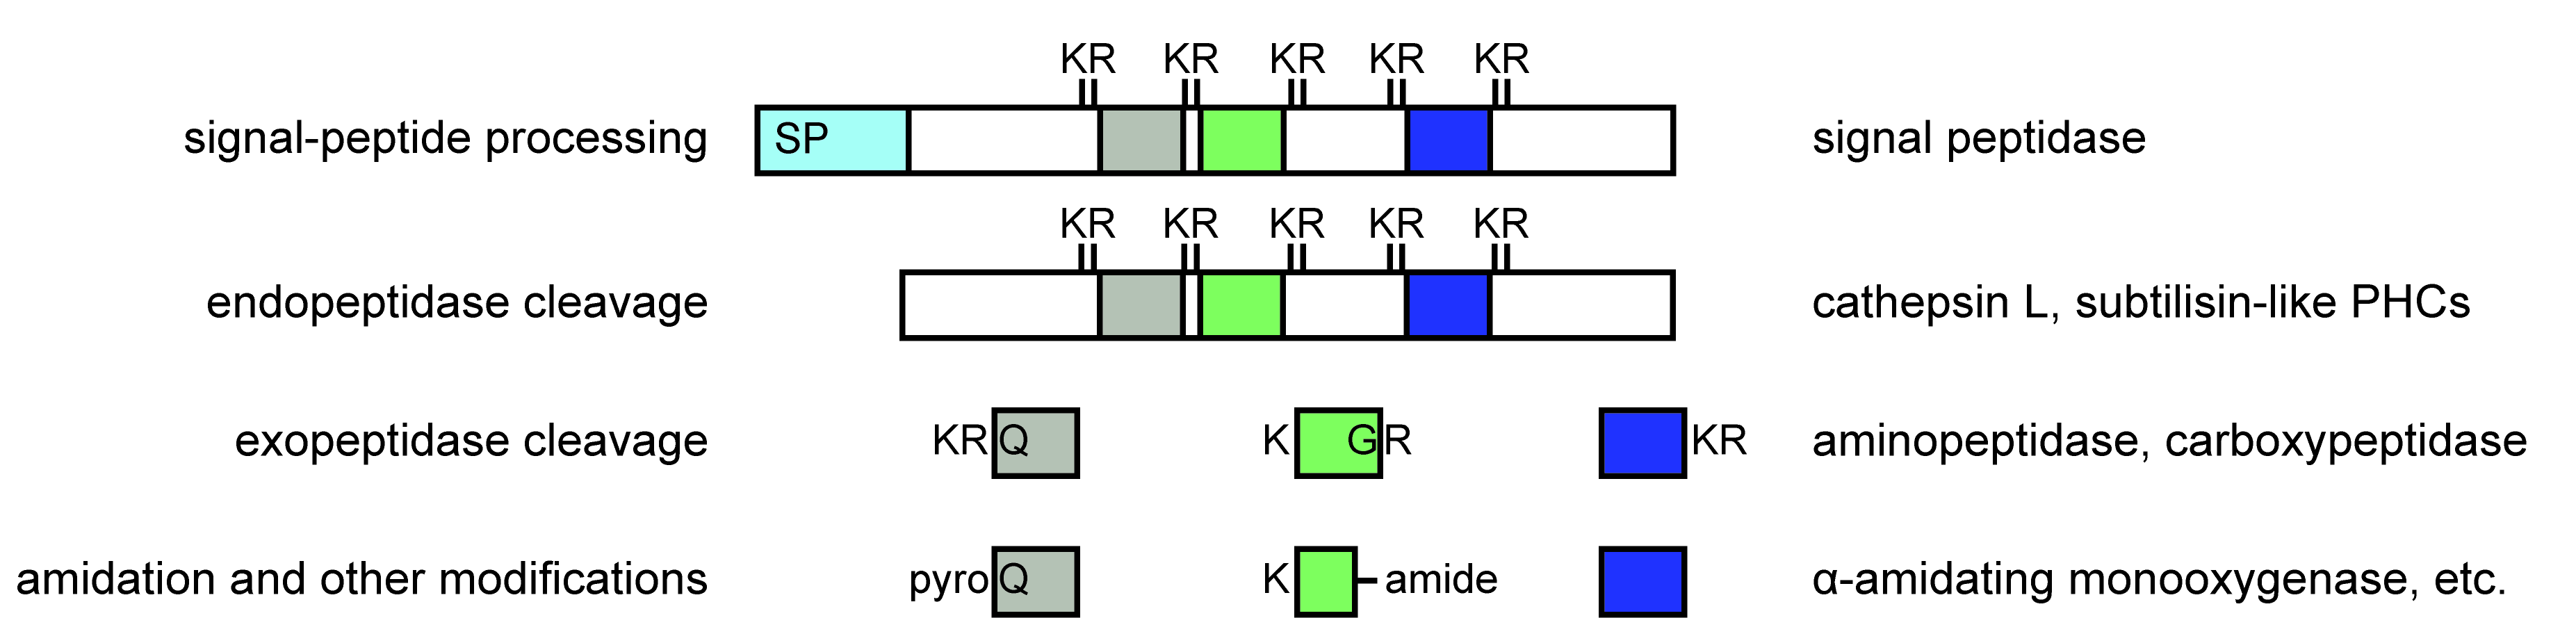 KR KR KR KR KR
signal-peptide processing SP signal peptidase
KR KR KR KR KR
endopeptidase cleavage cathepsin L, subtilisin-like PHCs
exopeptidase cleavage KR Q K G R KR aminopeptidase, carboxypeptidase
amidation and other modifications pyro Q K amide α-amidating monooxygenase, etc.